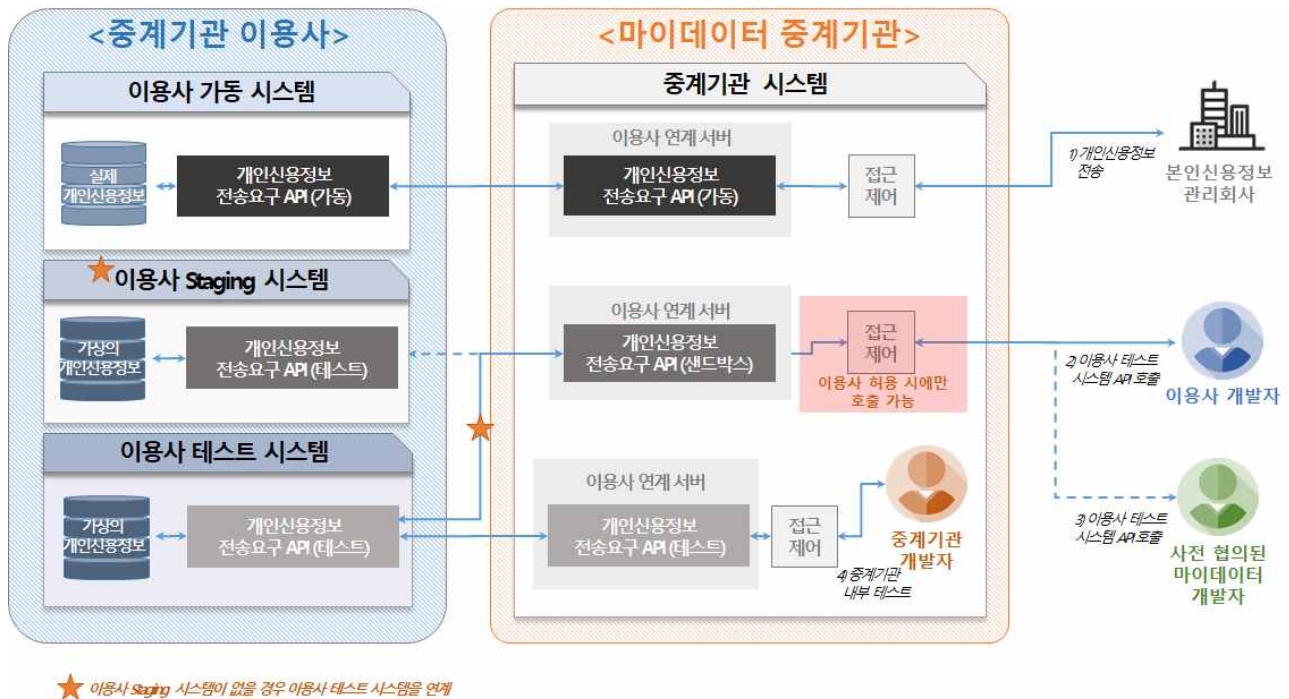 <중계기관 이용사>
<마이데이터 중계기관>
이용사 가동 시스템
중계기관 시스템
실제
개인신용정보
개인신용정보
전송요구 API (가동)
이용사 연계 서버
개인신용정보
전송요구 API (가동)
접근
제어
1) 개인신용정보
전송
본인신용정보
관리회사
이용사 Staging 시스템
가상의
개인신용정보
개인신용정보
전송요구 API (테스트)
이용사 연계 서버
개인신용정보
전송요구 API (샌드박스)
접근
제어
이용사 허용 시에만
호출 가능
2) 이용사 테스트
시스템 API 호출
이용사 개발자
이용사 테스트 시스템
가상의
개인신용정보
개인신용정보
전송요구 API (테스트)
이용사 연계 서버
개인신용정보
전송요구 API (테스트)
접근
제어
4) 중계기관
내부 테스트
중계기관
개발자
3) 이용사 테스트
시스템 API 호출
사전 협의된
마이데이터
개발자
이용사 Staging 시스템이 없을 경우 이용사 테스트 시스템을 연계